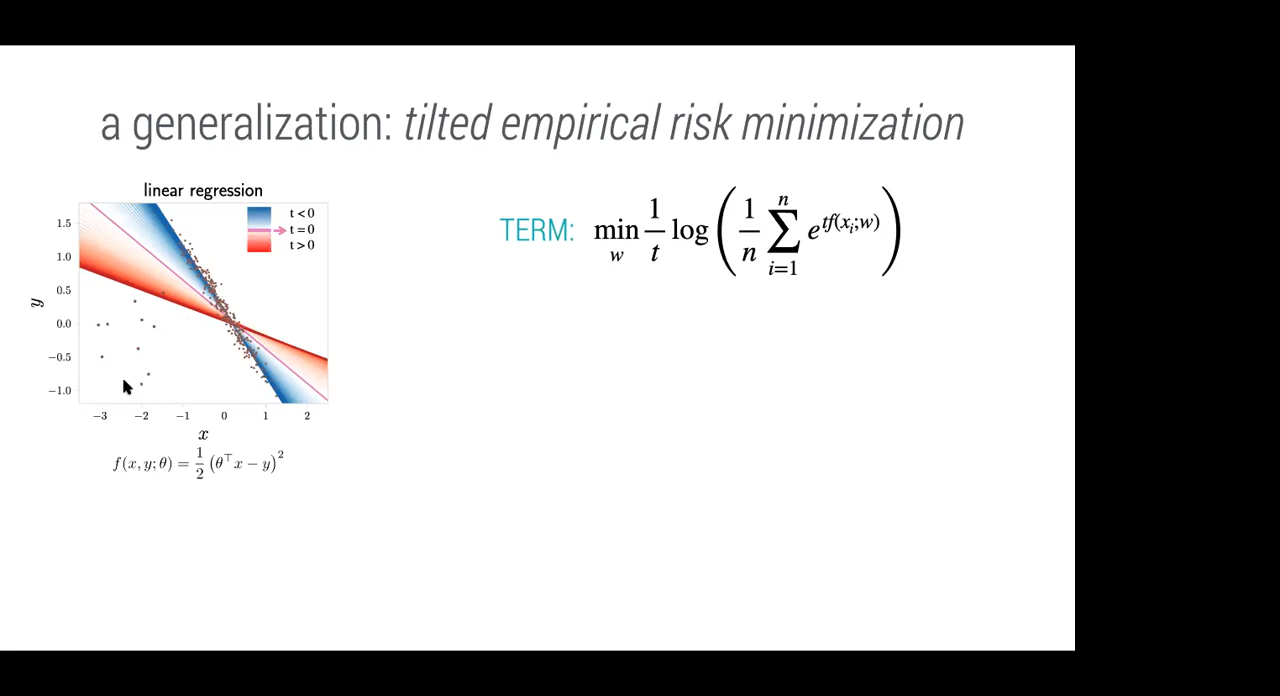 a generalization: tilted empirical risk minimization
linear regression
t < 0
t = 0
t > 0
1.5
1.0
0.5
0.0
−0.5
−1.0
y
−3 −2 −1 0 1 2
x
f(x, y; θ) = 1/2 (θ⊤x − y)²
TERM: min_w 1/t log( 1/n ∑_{i=1}^{n} e^{tf(x_i;w)} )